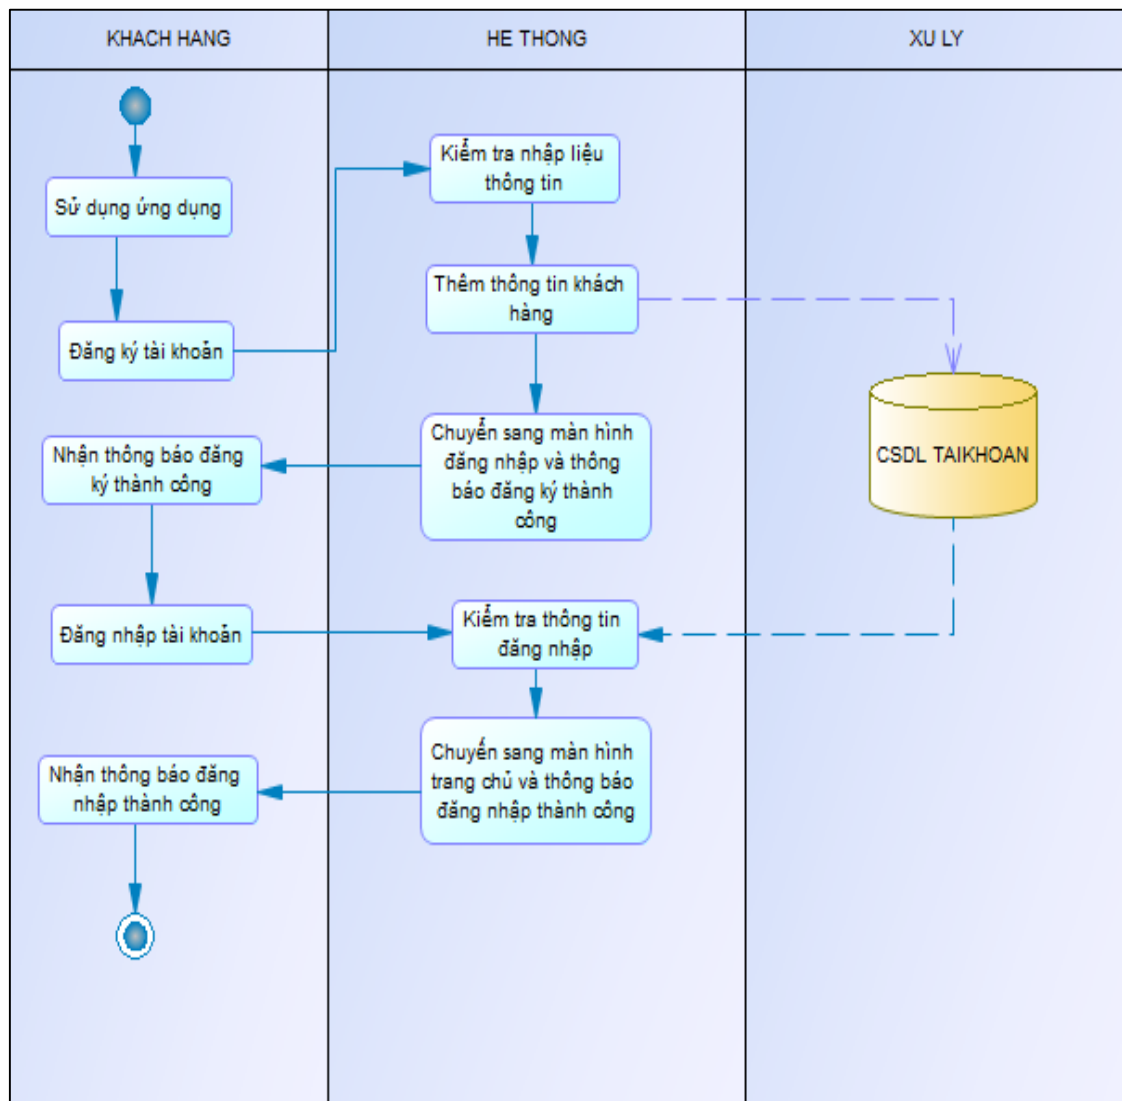 KHACH HANG
HE THONG
XU LY
Sử dụng ứng dụng
Đăng ký tài khoản
Kiểm tra nhập liệu
thông tin
Thêm thông tin khách
hàng
CSDL TAIKHOAN
Chuyển sang màn hình
đăng nhập và thông
báo đăng ký thành
công
Nhận thông báo đăng
ký thành công
Đăng nhập tài khoản
Kiểm tra thông tin
đăng nhập
Chuyển sang màn hình
trang chủ và thông báo
đăng nhập thành công
Nhận thông báo đăng
nhập thành công